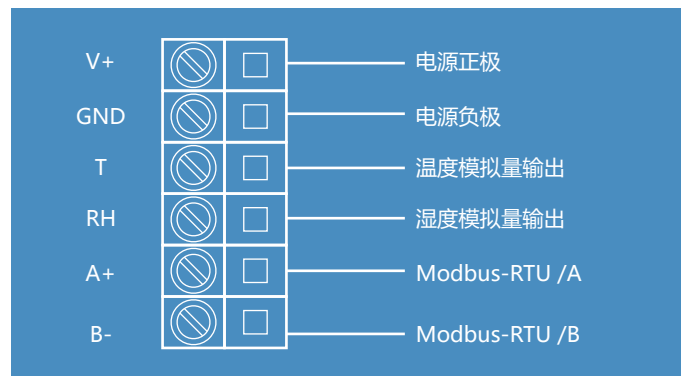 V+ 电源正极
GND 电源负极
T 温度模拟量输出
RH 湿度模拟量输出
A+ Modbus-RTU /A
B- Modbus-RTU /B